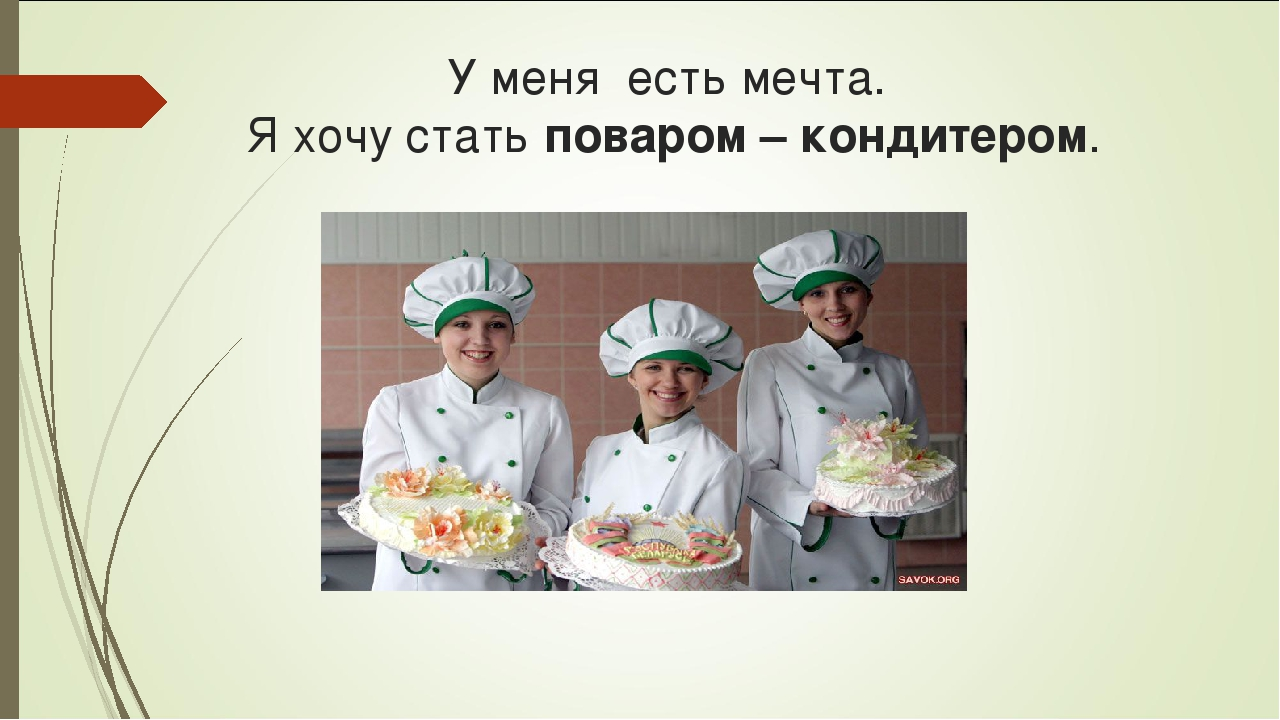 У меня есть мечта.
Я хочу стать поваром – кондитером.
SAVOK.ORG